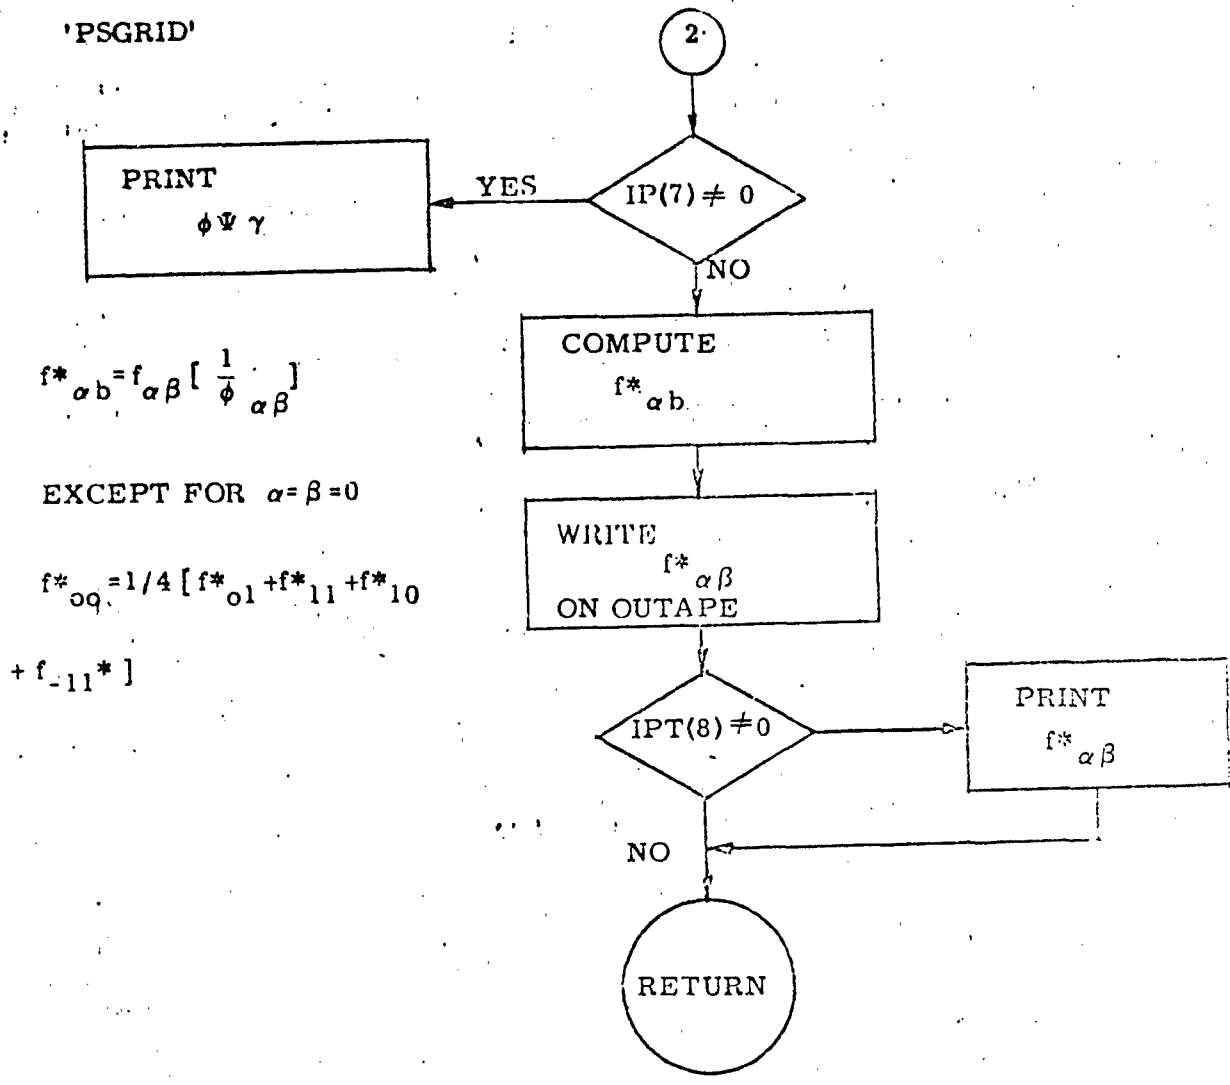 'PSGRID'
2
IP(7) ≠ 0
YES
PRINT
φ Ψ γ
NO
COMPUTE
f*αb
f*αb = fαβ [ 1/φ αβ ]
EXCEPT FOR α = β = 0
f*oo = 1/4 [ f*o1 + f*11 + f*10
+ f-11* ]
WRITE
f*αβ
ON OUTAPE
IPT(8) ≠ 0
PRINT
f*αβ
NO
RETURN